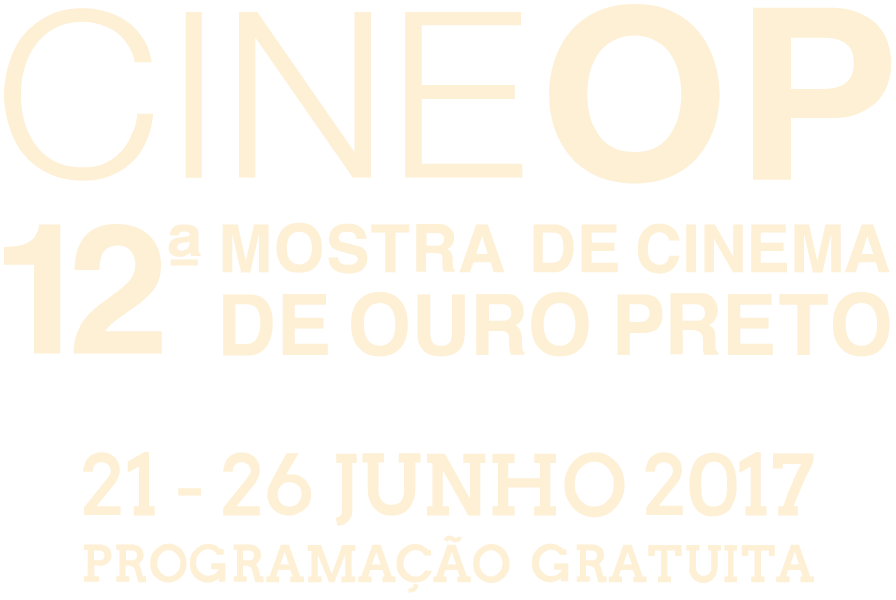 CINEOP
12ª MOSTRA DE CINEMA
DE OURO PRETO
21 - 26 JUNHO 2017
PROGRAMAÇÃO GRATUITA